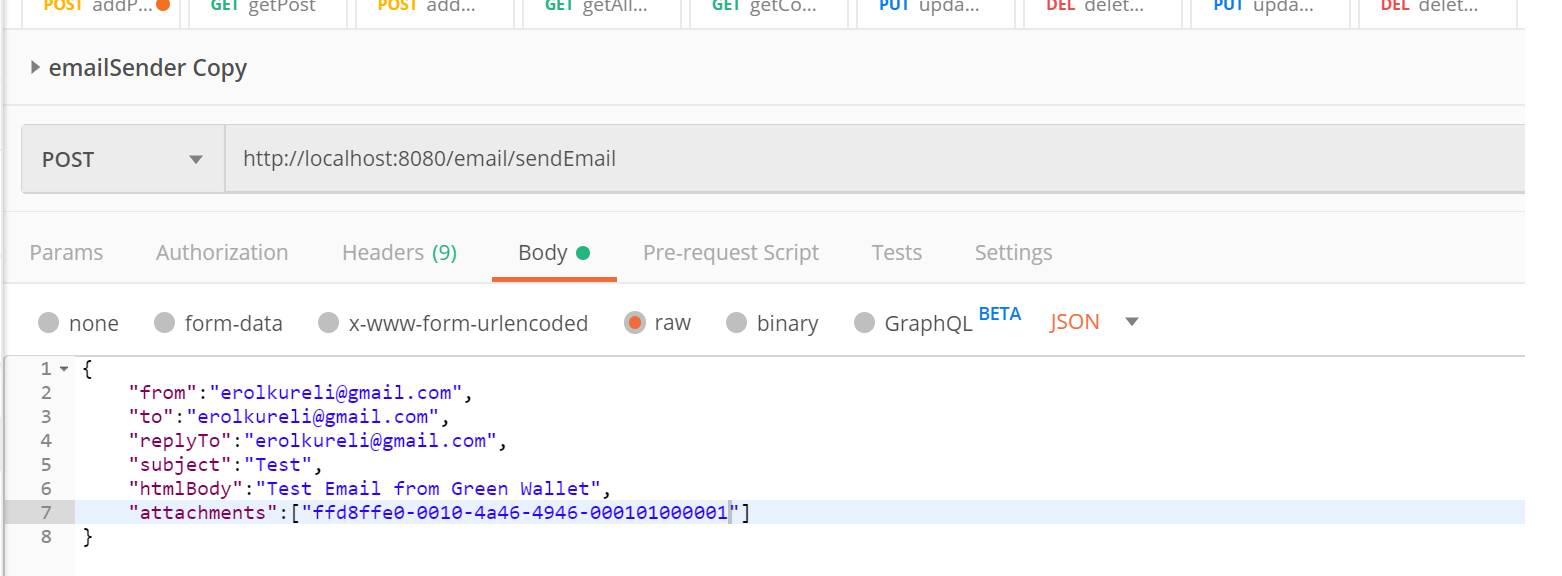 POST addP... GET getPost POST add... GET getAll... GET getCo... PUT upda... DEL delet... PUT upda... DEL delet...
emailSender Copy
POST http://localhost:8080/email/sendEmail
Params Authorization Headers (9) Body Pre-request Script Tests Settings
none form-data x-www-form-urlencoded raw binary GraphQL BETA JSON
1 {
2 "from":"erolkureli@gmail.com",
3 "to":"erolkureli@gmail.com",
4 "replyTo":"erolkureli@gmail.com",
5 "subject":"Test",
6 "htmlBody":"Test Email from Green Wallet",
7 "attachments":["ffd8ffe0-0010-4a46-4946-000101000001"]
8 }